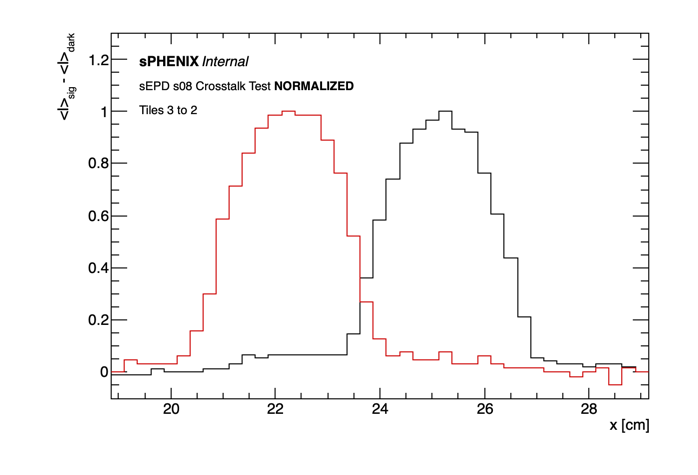 <I>sig - <I>dark
sPHENIX Internal
sEPD s08 Crosstalk Test NORMALIZED
Tiles 3 to 2
1.2
1
0.8
0.6
0.4
0.2
0
20 22 24 26 28
x [cm]